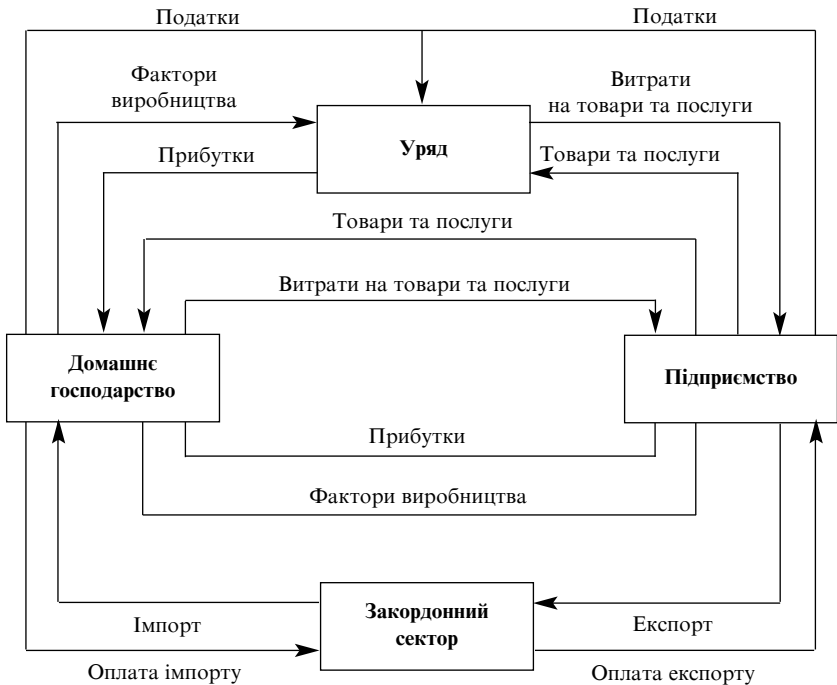 Податки
Податки
Фактори
виробництва
Витрати
на товари та послуги
Уряд
Прибутки
Товари та послуги
Товари та послуги
Витрати на товари та послуги
Домашнє
господарство
Підприємство
Прибутки
Фактори виробництва
Закордонний
сектор
Імпорт
Експорт
Оплата імпорту
Оплата експорту